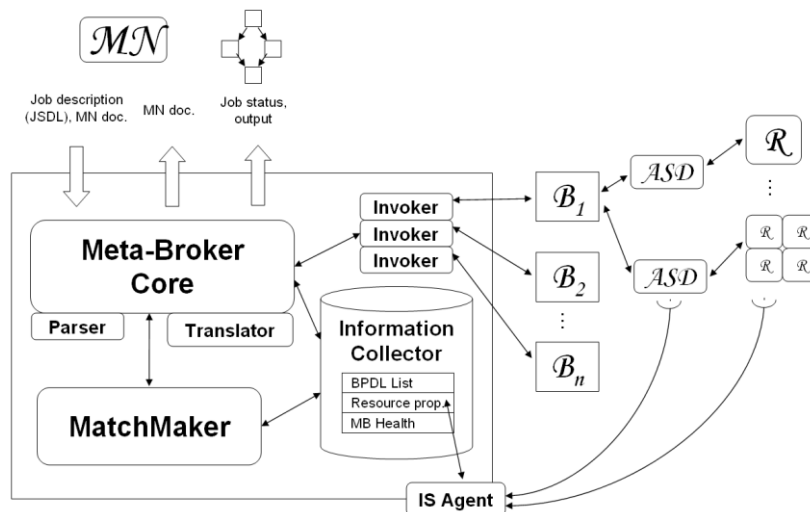 MN
Job description
(JSDL), MN doc.
MN doc.
Job status,
output
Meta-Broker
Core
Parser
Translator
MatchMaker
Invoker
Invoker
Invoker
Information
Collector
BPDL List
Resource prop.
MB Health
IS Agent
B1
B2
⋮
Bn
ASD
ASD
R
⋮
R R
R R